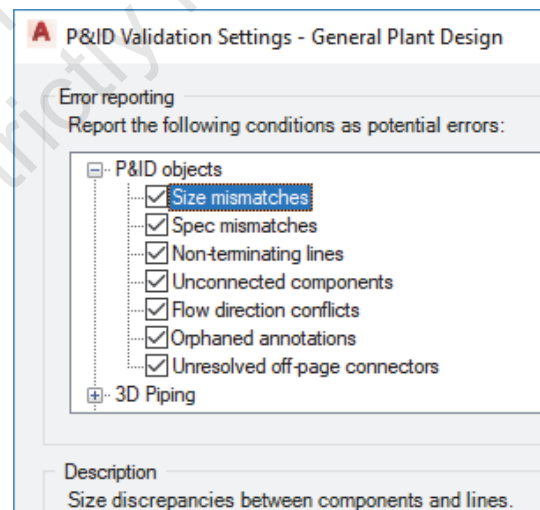 P&ID Validation Settings - General Plant Design
Error reporting
Report the following conditions as potential errors:
P&ID objects
Size mismatches
Spec mismatches
Non-terminating lines
Unconnected components
Flow direction conflicts
Orphaned annotations
Unresolved off-page connectors
3D Piping
Description
Size discrepancies between components and lines.